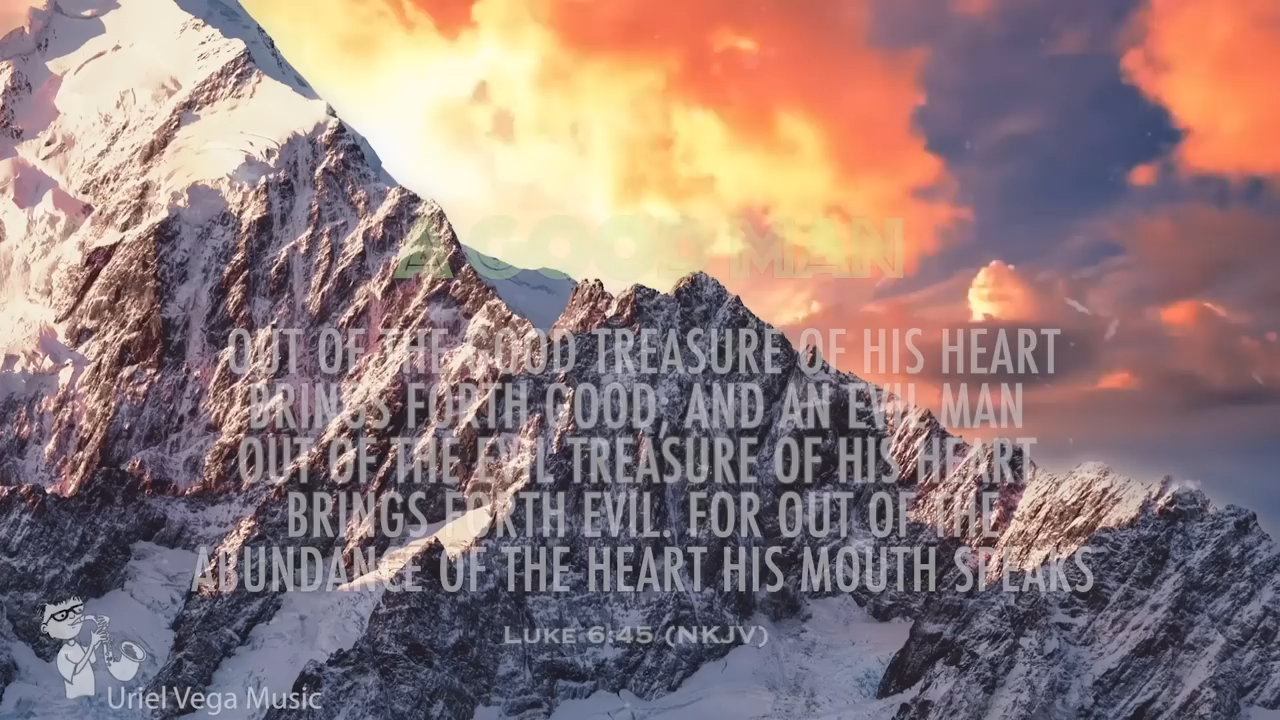 A GOOD MAN
OUT OF THE GOOD TREASURE OF HIS HEART
BRINGS FORTH GOOD AND AN EVIL MAN
OUT OF THE EVIL TREASURE OF HIS HEART
BRINGS FORTH EVIL. FOR OUT OF THE
ABUNDANCE OF THE HEART HIS MOUTH SPEAKS
LUKE 6:45 (NKJV)
Uriel Vega Music